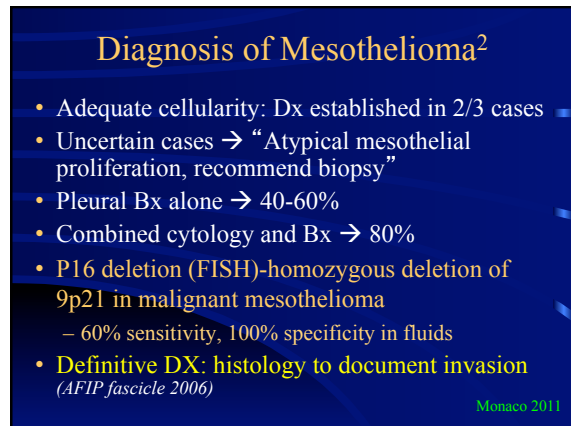 Diagnosis of Mesothelioma²
• Adequate cellularity: Dx established in 2/3 cases
• Uncertain cases → “Atypical mesothelial
proliferation, recommend biopsy”
• Pleural Bx alone → 40-60%
• Combined cytology and Bx → 80%
• P16 deletion (FISH)-homozygous deletion of
9p21 in malignant mesothelioma
– 60% sensitivity, 100% specificity in fluids
• Definitive DX: histology to document invasion
(AFIP fascicle 2006)
Monaco 2011